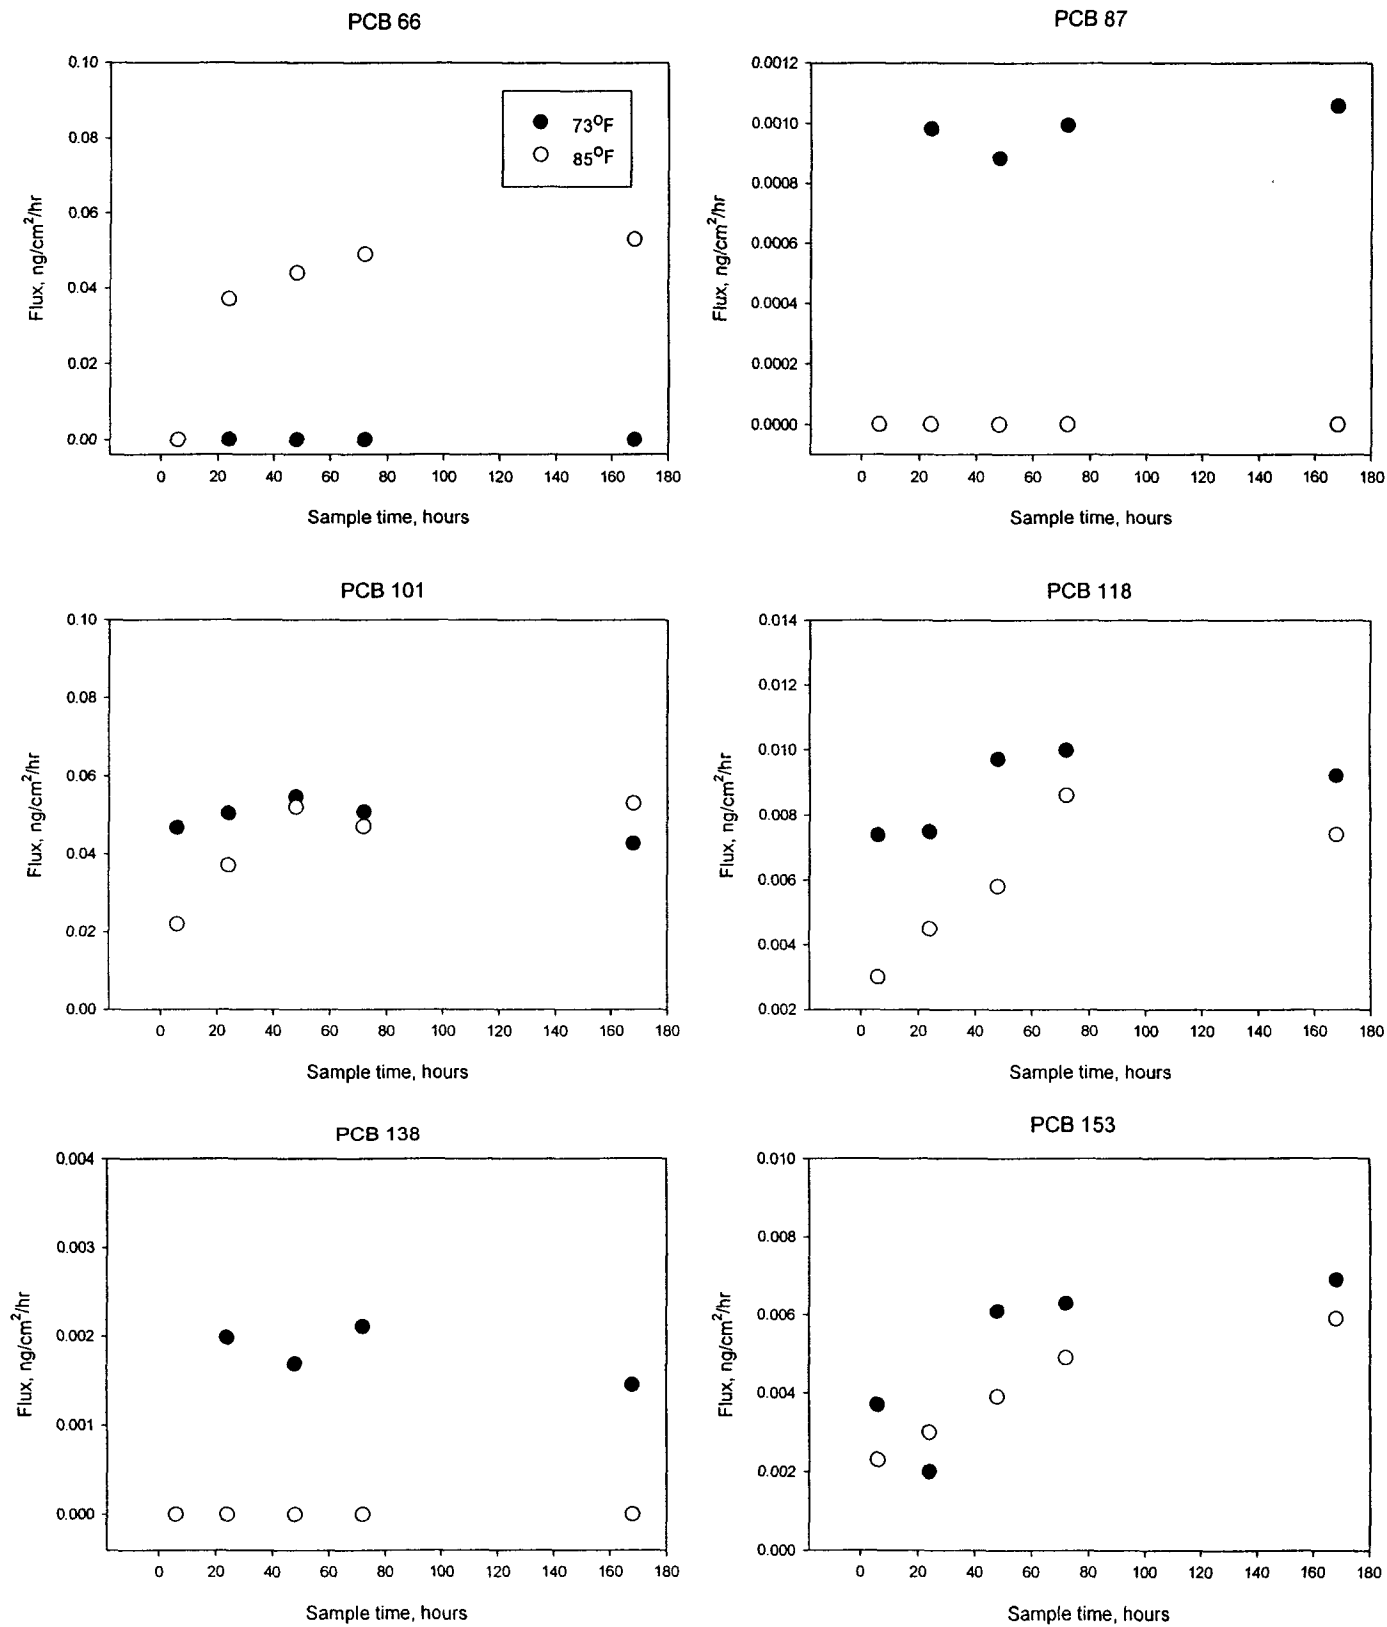 PCB 66
0.10
0.08
0.06
0.04
0.02
0.00
Flux, ng/cm²/hr
73ºF
85ºF
0 20 40 60 80 100 120 140 160 180
Sample time, hours
PCB 87
0.0012
0.0010
0.0008
0.0006
0.0004
0.0002
0.0000
Flux, ng/cm²/hr
0 20 40 60 80 100 120 140 160 180
Sample time, hours
PCB 101
0.10
0.08
0.06
0.04
0.02
0.00
Flux, ng/cm²/hr
0 20 40 60 80 100 120 140 160 180
Sample time, hours
PCB 118
0.014
0.012
0.010
0.008
0.006
0.004
0.002
Flux, ng/cm²/hr
0 20 40 60 80 100 120 140 160 180
Sample time, hours
PCB 138
0.004
0.003
0.002
0.001
0.000
Flux, ng/cm²/hr
0 20 40 60 80 100 120 140 160 180
Sample time, hours
PCB 153
0.010
0.008
0.006
0.004
0.002
0.000
Flux, ng/cm²/hr
0 20 40 60 80 100 120 140 160 180
Sample time, hours